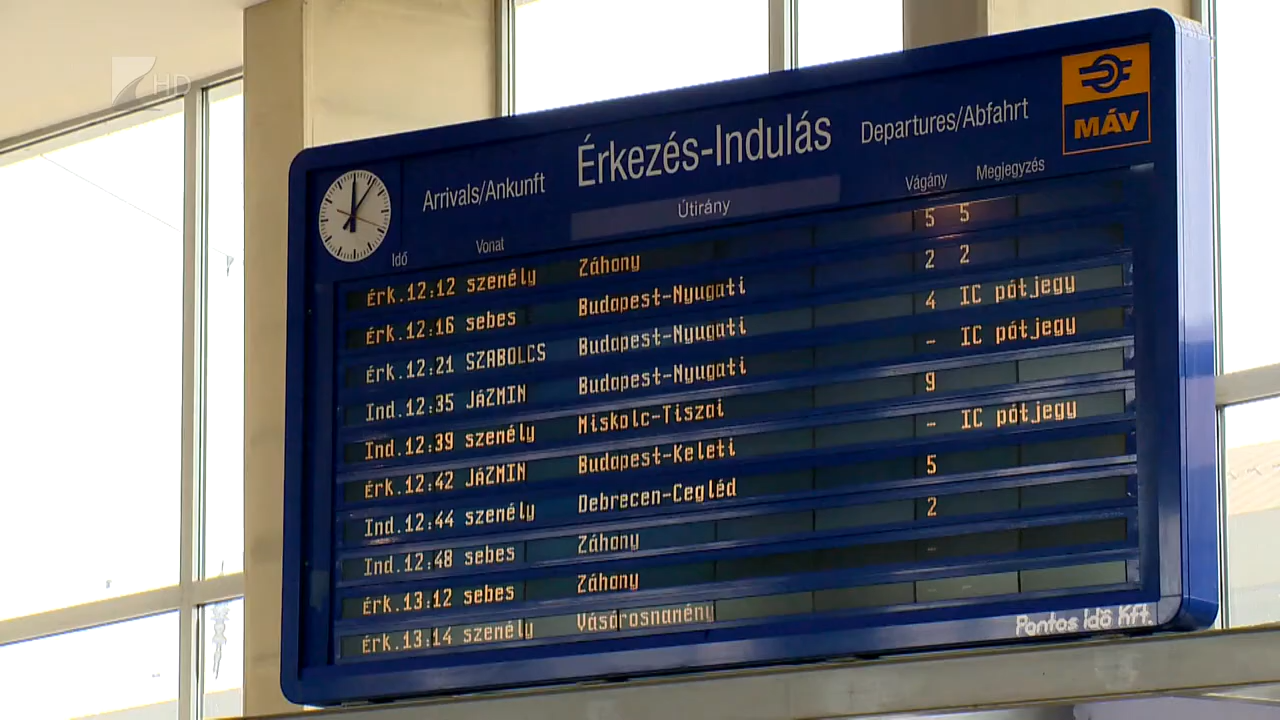 7HD
Arrivals/Ankunft Érkezés-Indulás Departures/Abfahrt MÁV
Idő Vonat Útirány Vágány Megjegyzés
érk.12:12 személy Záhony 5 5
érk.12:16 sebes Budapest-Nyugati 2 2
érk.12:21 SZABOLCS Budapest-Nyugati 4 IC pótjegy
Ind.12:35 JáZMIN Budapest-Nyugati - IC pótjegy
Ind.12:39 személy Miskolc-Tiszai 9
érk.12:42 JáZMIN Budapest-Keleti - IC pótjegy
Ind.12:44 személy Debrecen-Cegléd 5
Ind.12:48 sebes Záhony 2
érk.13:12 sebes Záhony -
érk.13:14 személy Vásárosnamény
Pontos Idő Kft.